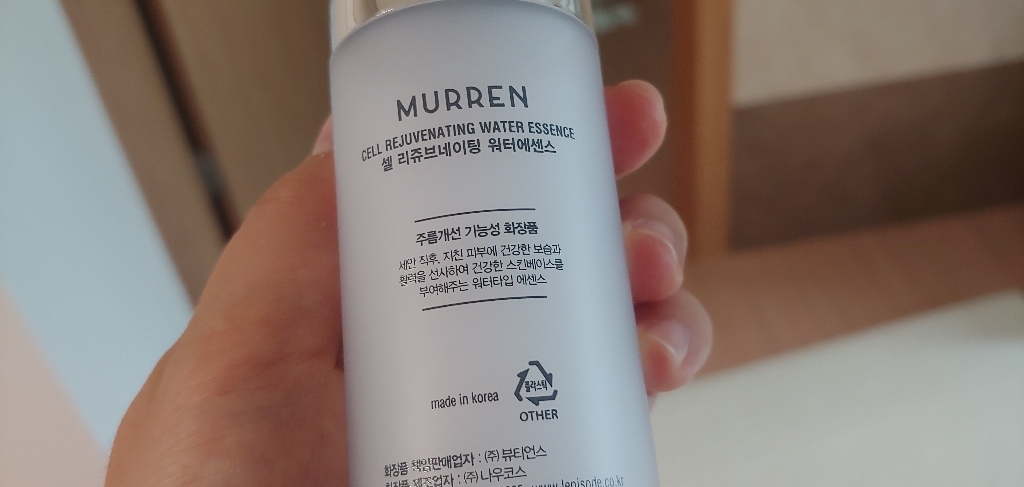 MURREN
CELL REJUVENATING WATER ESSENCE
셀 리쥬브네이팅 워터에센스
주름개선 기능성 화장품
세안 직후, 지친 피부에 건강한 보습과
활력을 선사하여 건강한 스킨베이스를
부여해주는 워터타입 에센스
made in korea
플라스틱
OTHER
화장품 책임판매업자 : (주) 뷰티언스
화장품 제조업자 : (주) 나우코스
www.lepisode.co.kr